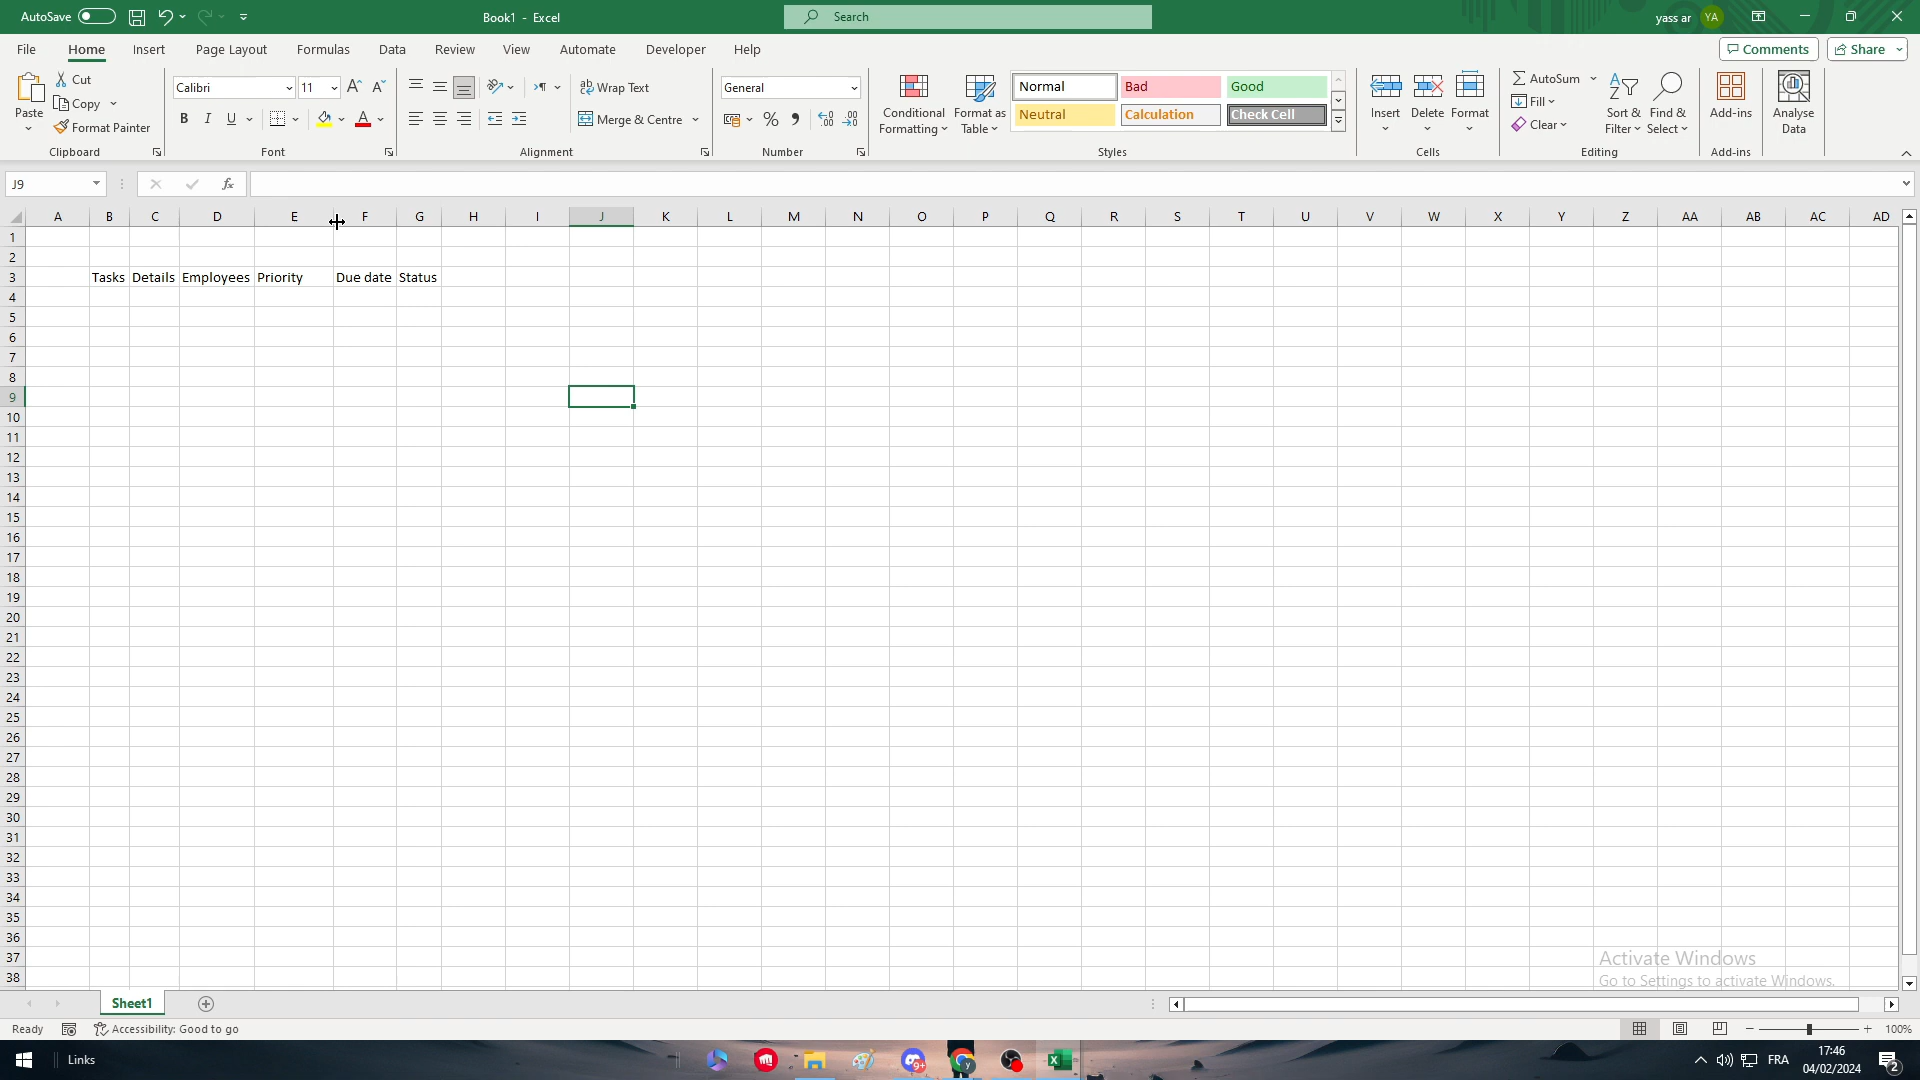 AutoSave Book1 - Excel Search yass ar YA
File Home Insert Page Layout Formulas Data Review View Automate Developer Help Comments Share
Paste
Cut
Copy
Format Painter
Clipboard
Calibri 11
B I U
Font
Wrap Text
Merge & Centre
Alignment
General
Number
Conditional Formatting
Format as Table
Normal Bad Good
Neutral Calculation Check Cell
Styles
Insert Delete Format
Cells
AutoSum
Fill
Clear
Sort & Filter
Find & Select
Editing
Add-ins
Add-ins
Analyse Data
J9 fx
A B C D E F G H I J K L M N O P Q R S T U V W X Y Z AA AB AC AD
1
2
3 Tasks Details Employees Priority Due date Status
4
5
6
7
8
9
10
11
12
13
14
15
16
17
18
19
20
21
22
23
24
25
26
27
28
29
30
31
32
33
34
35
36
37
38
Activate Windows
Go to Settings to activate Windows.
Sheet1
Ready Accessibility: Good to go 100%
Links 9+ FRA 17:46
04/02/2024 2